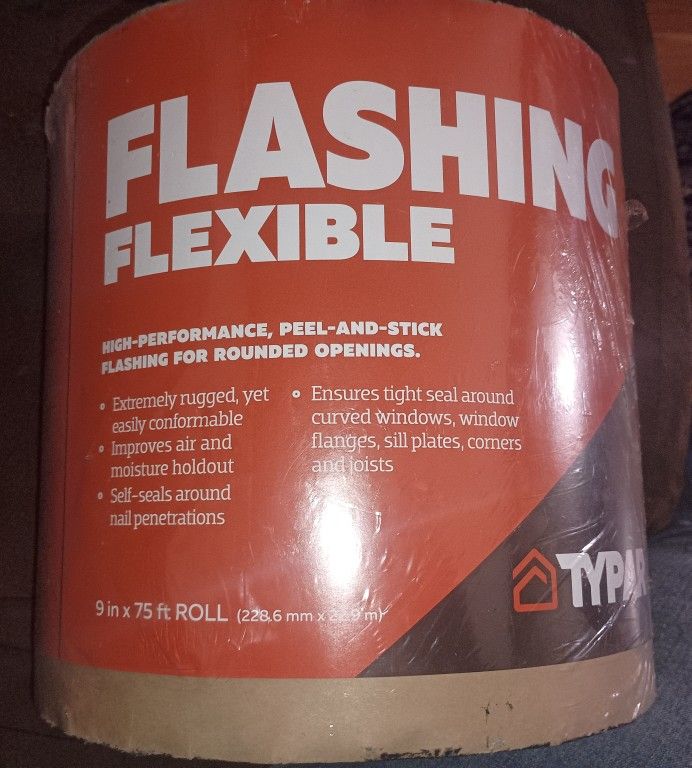 FLASHING
FLEXIBLE
HIGH-PERFORMANCE, PEEL-AND-STICK
FLASHING FOR ROUNDED OPENINGS.
• Extremely rugged, yet
easily conformable
• Improves air and
moisture holdout
• Self-seals around
nail penetrations
• Ensures tight seal around
curved windows, window
flanges, sill plates, corners
and joists
9 in x 75 ft ROLL (228.6 mm x 22.9 m)
TYPAR